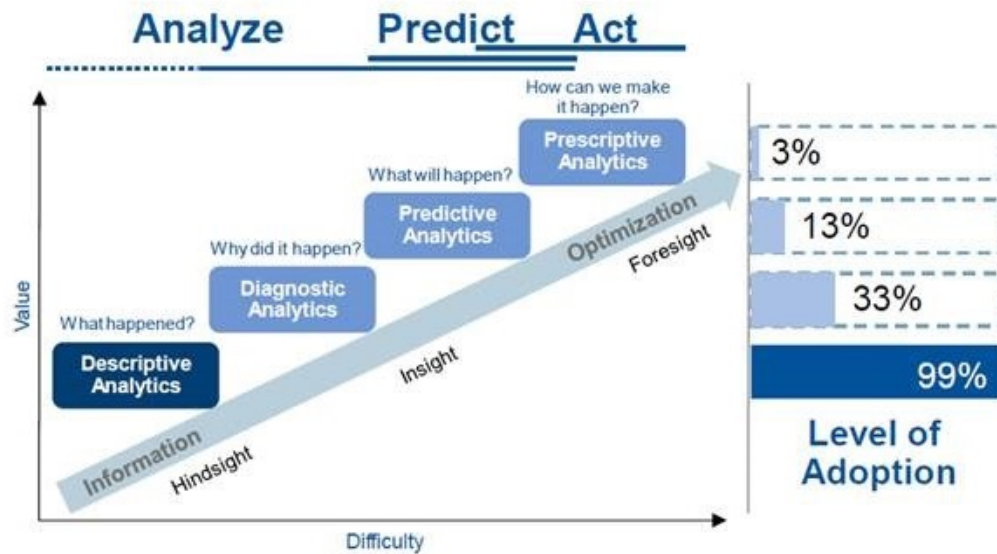 Analyze Predict Act
How can we make
it happen?
Prescriptive
Analytics
3%
What will happen?
Predictive
Analytics
13%
Why did it happen?
Diagnostic
Analytics
33%
What happened?
Descriptive
Analytics
99%
Value
Information
Optimization
Hindsight
Insight
Foresight
Difficulty
Level of
Adoption